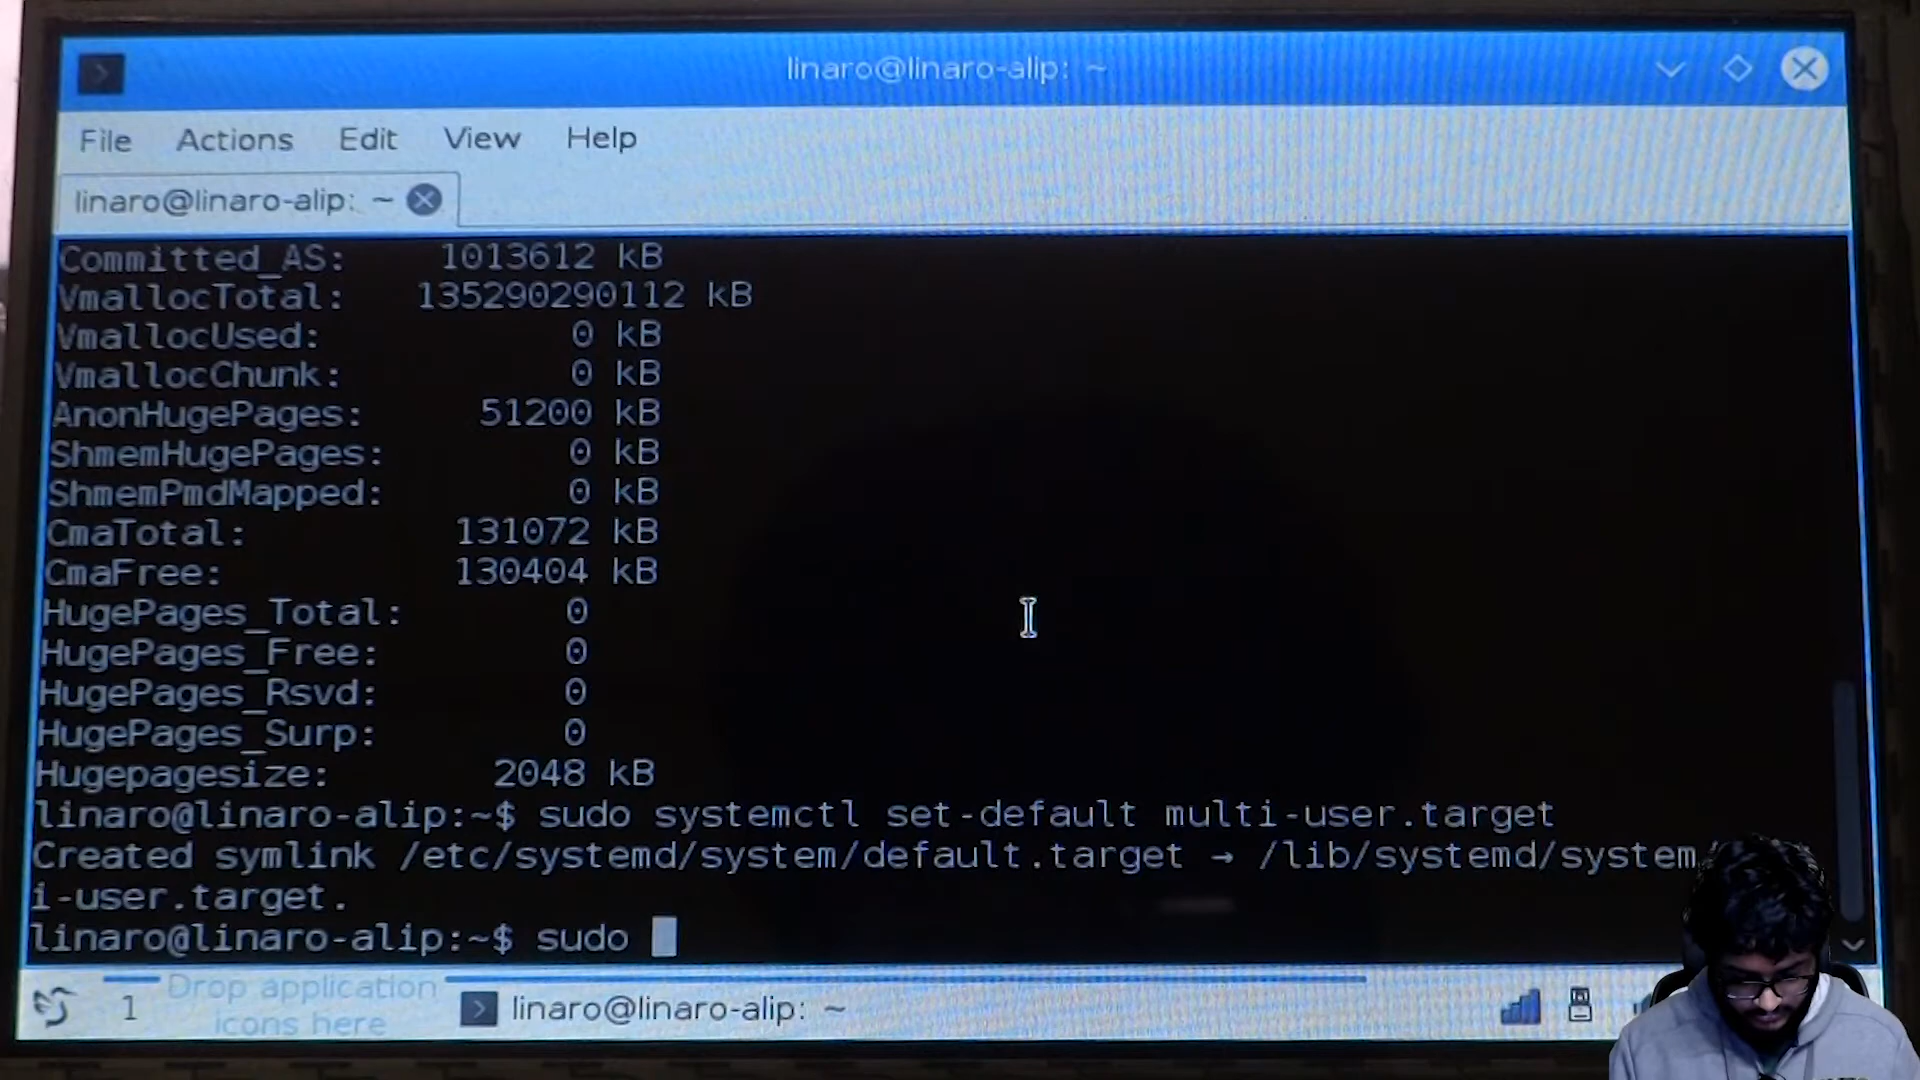 linaro@linaro-alip: ~
File Actions Edit View Help
linaro@linaro-alip: ~
Committed_AS: 1013612 kB
VmallocTotal: 135290290112 kB
VmallocUsed: 0 kB
VmallocChunk: 0 kB
AnonHugePages: 51200 kB
ShmemHugePages: 0 kB
ShmemPmdMapped: 0 kB
CmaTotal: 131072 kB
CmaFree: 130404 kB
HugePages_Total: 0
HugePages_Free: 0
HugePages_Rsvd: 0
HugePages_Surp: 0
Hugepagesize: 2048 kB
linaro@linaro-alip:~$ sudo systemctl set-default multi-user.target
Created symlink /etc/systemd/system/default.target → /lib/systemd/system/
i-user.target.
linaro@linaro-alip:~$ sudo
1 Drop application
icons here
linaro@linaro-alip: ~